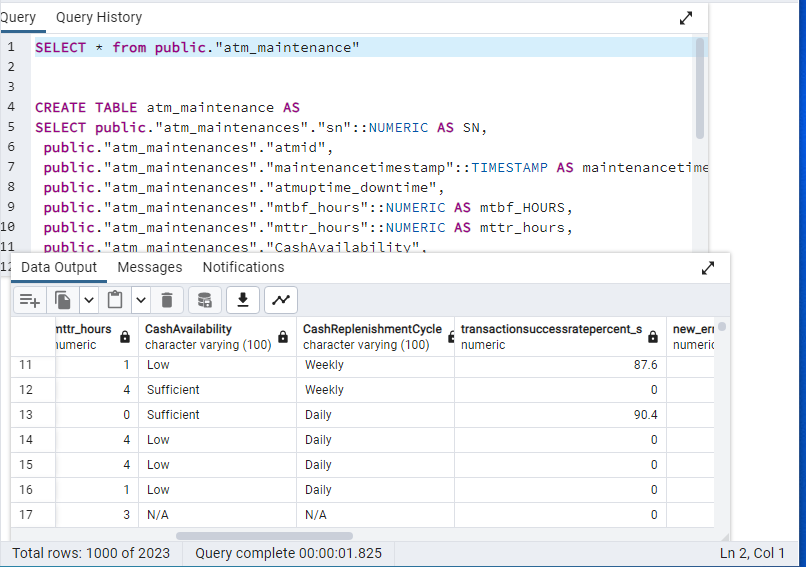 Query Query History
1 SELECT * from public."atm_maintenance"
2
3
4 CREATE TABLE atm_maintenance AS
5 SELECT public."atm_maintenances"."sn"::NUMERIC AS SN,
6 public."atm_maintenances"."atmid",
7 public."atm_maintenances"."maintenancetimestamp"::TIMESTAMP AS maintenancetime
8 public."atm_maintenances"."atmuptime_downtime",
9 public."atm_maintenances"."mtbf_hours"::NUMERIC AS mtbf_HOURS,
10 public."atm_maintenances"."mttr_hours"::NUMERIC AS mttr_hours,
11 public."atm_maintenances"."CashAvailability",
12
Data Output Messages Notifications
mttr_hours CashAvailability CashReplenishmentCycle transactionsuccessratepercent_s new_err
numeric character varying (100) character varying (100) numeric numeric
11 1 Low Weekly 87.6
12 4 Sufficient Weekly 0
13 0 Sufficient Daily 90.4
14 4 Low Daily 0
15 4 Low Daily 0
16 1 Low Daily 0
17 3 N/A N/A 0
Total rows: 1000 of 2023 Query complete 00:00:01.825 Ln 2, Col 1